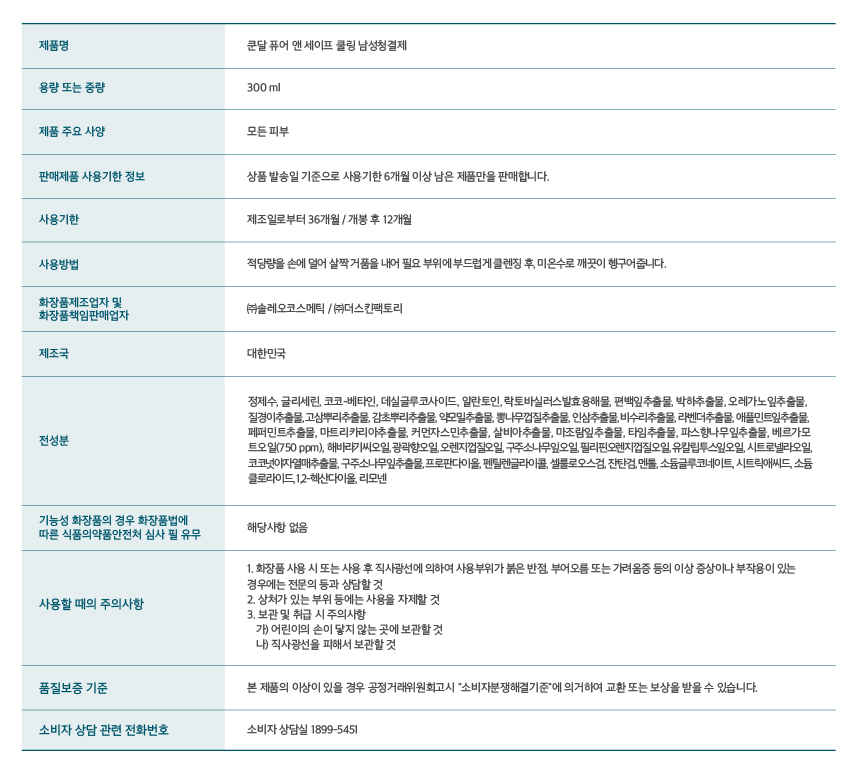 제품명
쿤달 퓨어 앤 세이프 쿨링 남성청결제
용량 또는 중량
300 ml
제품 주요 사양
모든 피부
판매제품 사용기한 정보
상품 발송일 기준으로 사용기한 6개월 이상 남은 제품만을 판매합니다.
사용기한
제조일로부터 36개월 / 개봉 후 12개월
사용방법
적당량을 손에 덜어 살짝 거품을 내어 필요 부위에 부드럽게 클렌징 후, 미온수로 깨끗이 헹구어줍니다.
화장품제조업자 및
화장품책임판매업자
㈜솔레오코스메틱 / ㈜더스킨팩토리
제조국
대한민국
전성분
정제수, 글리세린, 코코-베타인, 데실글루코사이드, 알란토인, 락토바실러스발효용해물, 편백잎추출물, 박하추출물, 오레가노잎추출물,
질경이추출물,고삼뿌리추출물, 감초뿌리추출물, 약모밀추출물, 뽕나무껍질추출물, 인삼추출물,비수리추출물, 라벤더추출물, 애플민트잎추출물,
페퍼민트추출물, 마트리카리아추출물, 커먼자스민추출물, 살비아추출물, 마조람잎추출물, 타임추출물, 파스향나무잎추출물, 베르가모
트오일(750 ppm), 해바라기씨오일,광곽향오일, 오렌지껍질오일, 구주소나무잎오일,필리핀오렌지껍질오일,유칼립투스잎오일, 시트로넬라오일,
코코넛야자열매추출물, 구주소나무잎추출물,프로판다이올, 펜틸렌글라이콜, 셀룰로오스검, 잔탄검, 멘톨, 소듐글루코네이트, 시트릭애씨드, 소듐
클로라이드,1,2-헥산다이올, 리모넨
기능성 화장품의 경우 화장품법에
따른 식품의약품안전처 심사 필 유무
해당사항 없음
사용할 때의 주의사항
1. 화장품 사용 시 또는 사용 후 직사광선에 의하여 사용부위가 붉은 반점, 부어오름 또는 가려움증 등의 이상 증상이나 부작용이 있는
경우에는 전문의 등과 상담할 것
2. 상처가 있는 부위 등에는 사용을 자제할 것
3. 보관 및 취급 시 주의사항
가) 어린이의 손이 닿지 않는 곳에 보관할 것
나) 직사광선을 피해서 보관할 것
품질보증 기준
본 제품의 이상이 있을 경우 공정거래위원회고시 "소비자분쟁해결기준"에 의거하여 교환 또는 보상을 받을 수 있습니다.
소비자 상담 관련 전화번호
소비자 상담실 1899-5451